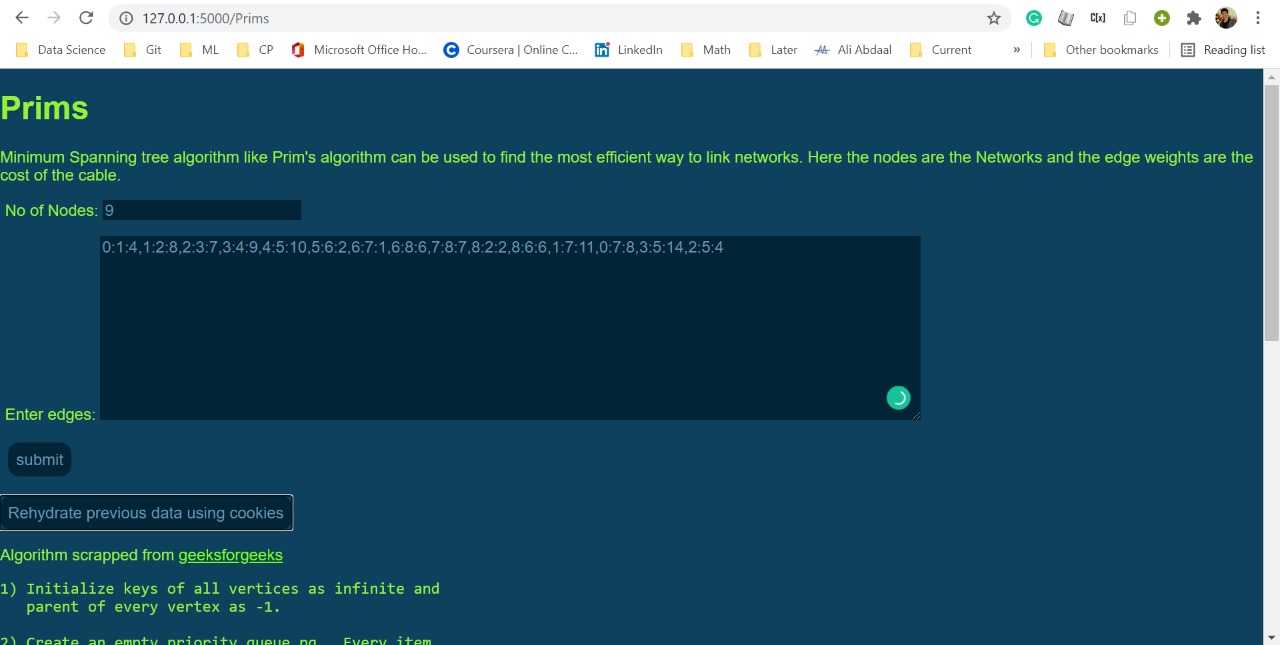 127.0.0.1:5000/Prims
C[x]
Data Science Git ML CP Microsoft Office Ho... Coursera | Online C... LinkedIn Math Later Ali Abdaal Current » Other bookmarks Reading list
Prims
Minimum Spanning tree algorithm like Prim's algorithm can be used to find the most efficient way to link networks. Here the nodes are the Networks and the edge weights are the
cost of the cable.
No of Nodes: 9
0:1:4,1:2:8,2:3:7,3:4:9,4:5:10,5:6:2,6:7:1,6:8:6,7:8:7,8:2:2,8:6:6,1:7:11,0:7:8,3:5:14,2:5:4
Enter edges:
submit
Rehydrate previous data using cookies
Algorithm scrapped from geeksforgeeks
1) Initialize keys of all vertices as infinite and
parent of every vertex as -1.
2) Create an empty priority_queue pq. Every item